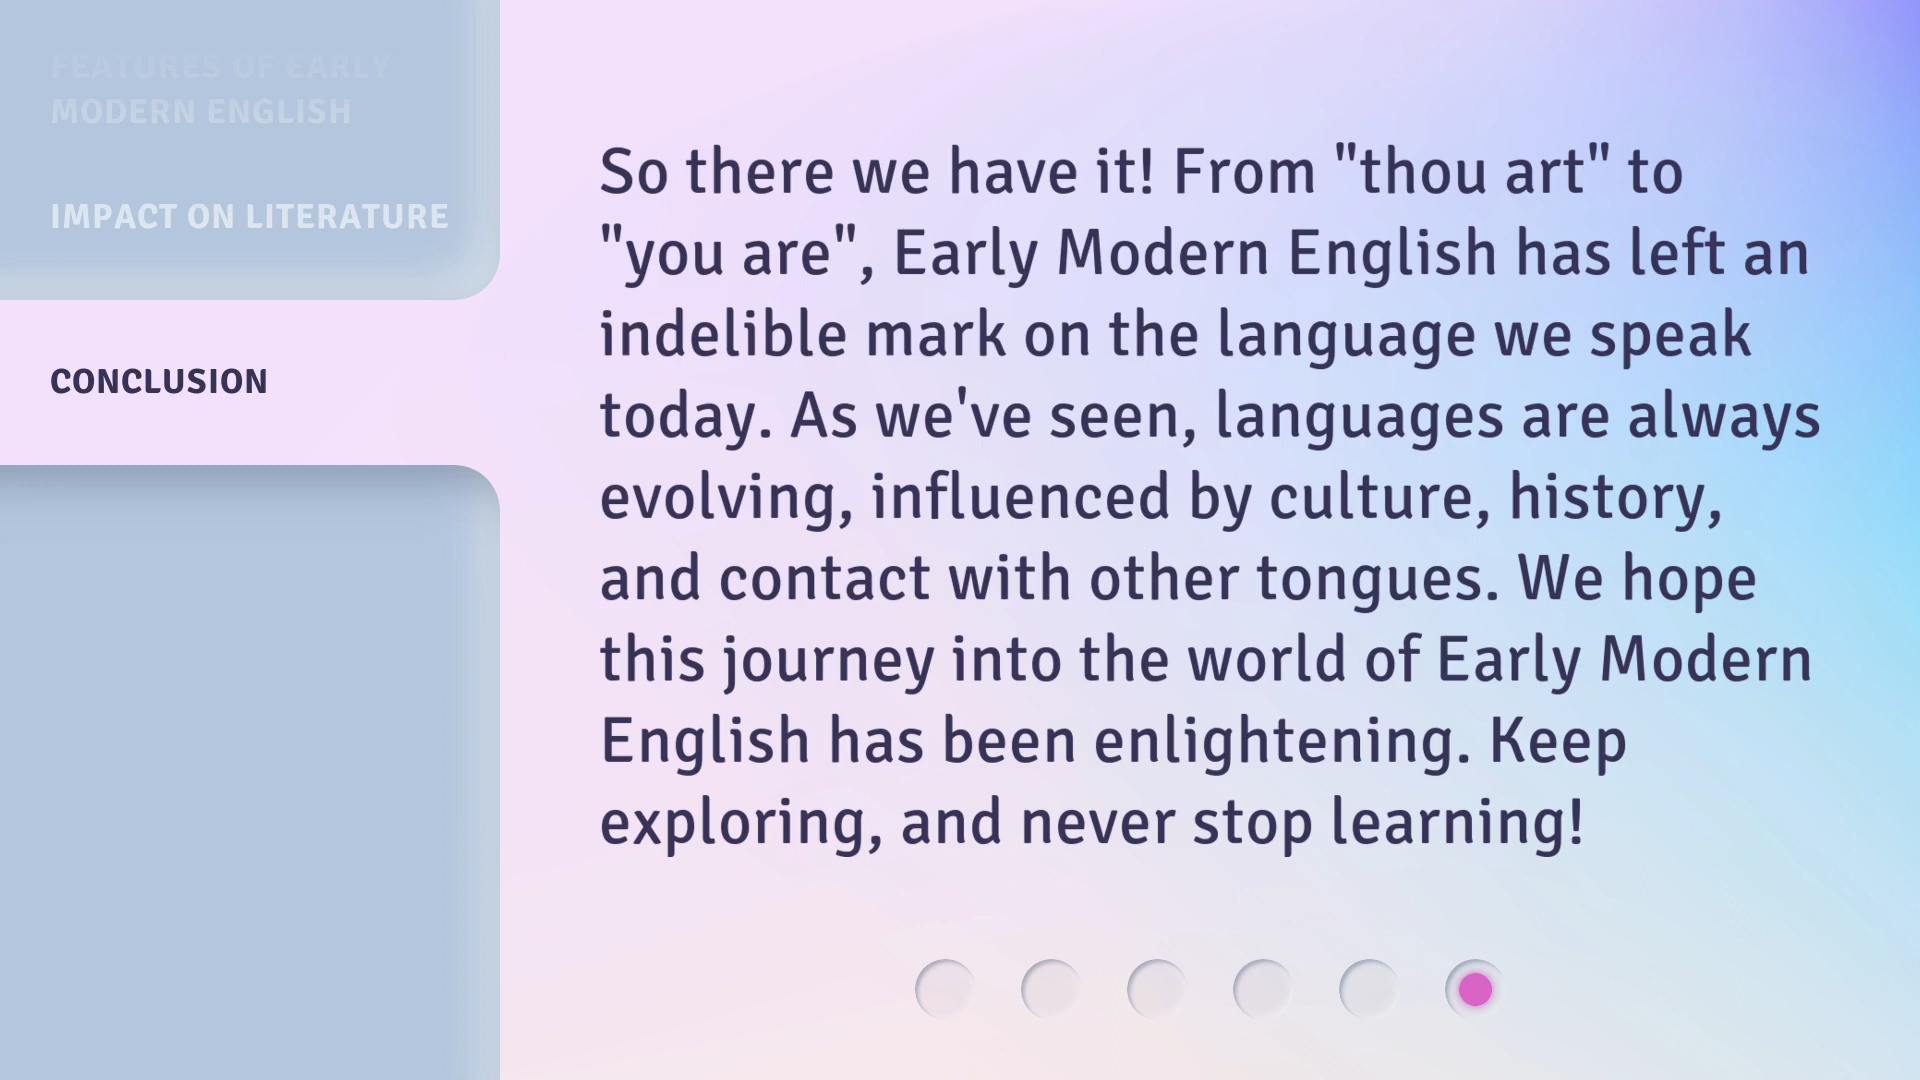 FEATURES OF EARLY
MODERN ENGLISH
IMPACT ON LITERATURE
CONCLUSION
So there we have it! From "thou art" to
"you are", Early Modern English has left an
indelible mark on the language we speak
today. As we've seen, languages are always
evolving, influenced by culture, history,
and contact with other tongues. We hope
this journey into the world of Early Modern
English has been enlightening. Keep
exploring, and never stop learning!